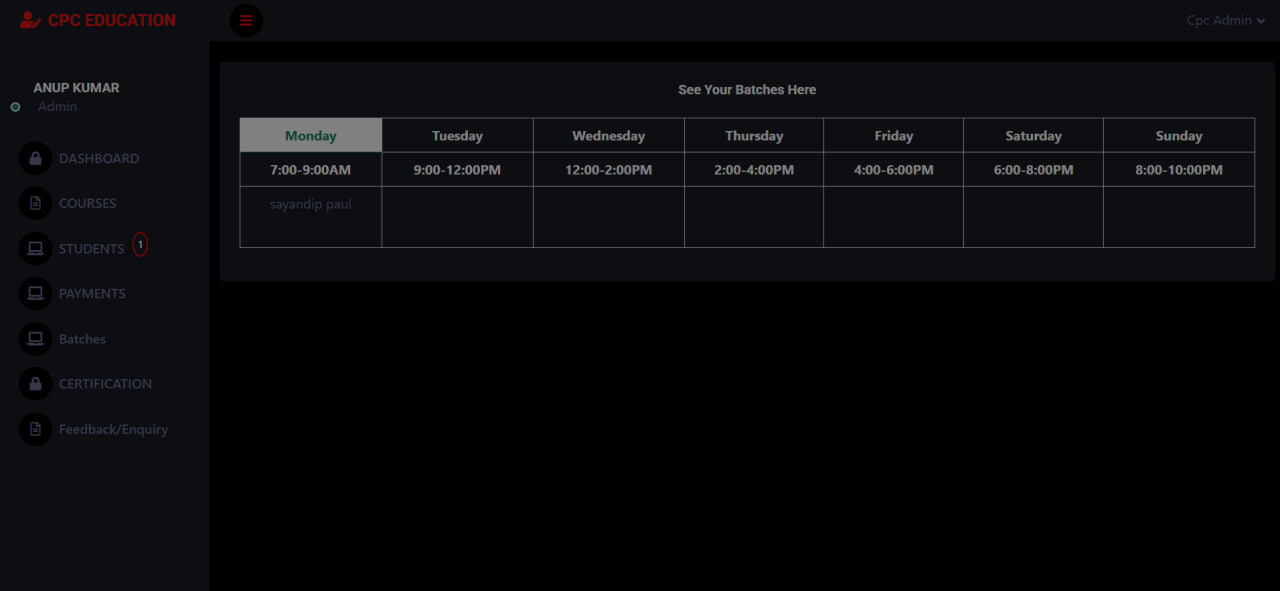 CPC EDUCATION
Cpc Admin
ANUP KUMAR
Admin
DASHBOARD
COURSES
STUDENTS 1
PAYMENTS
Batches
CERTIFICATION
Feedback/Enquiry
See Your Batches Here
Monday Tuesday Wednesday Thursday Friday Saturday Sunday
7:00-9:00AM 9:00-12:00PM 12:00-2:00PM 2:00-4:00PM 4:00-6:00PM 6:00-8:00PM 8:00-10:00PM
sayandip paul